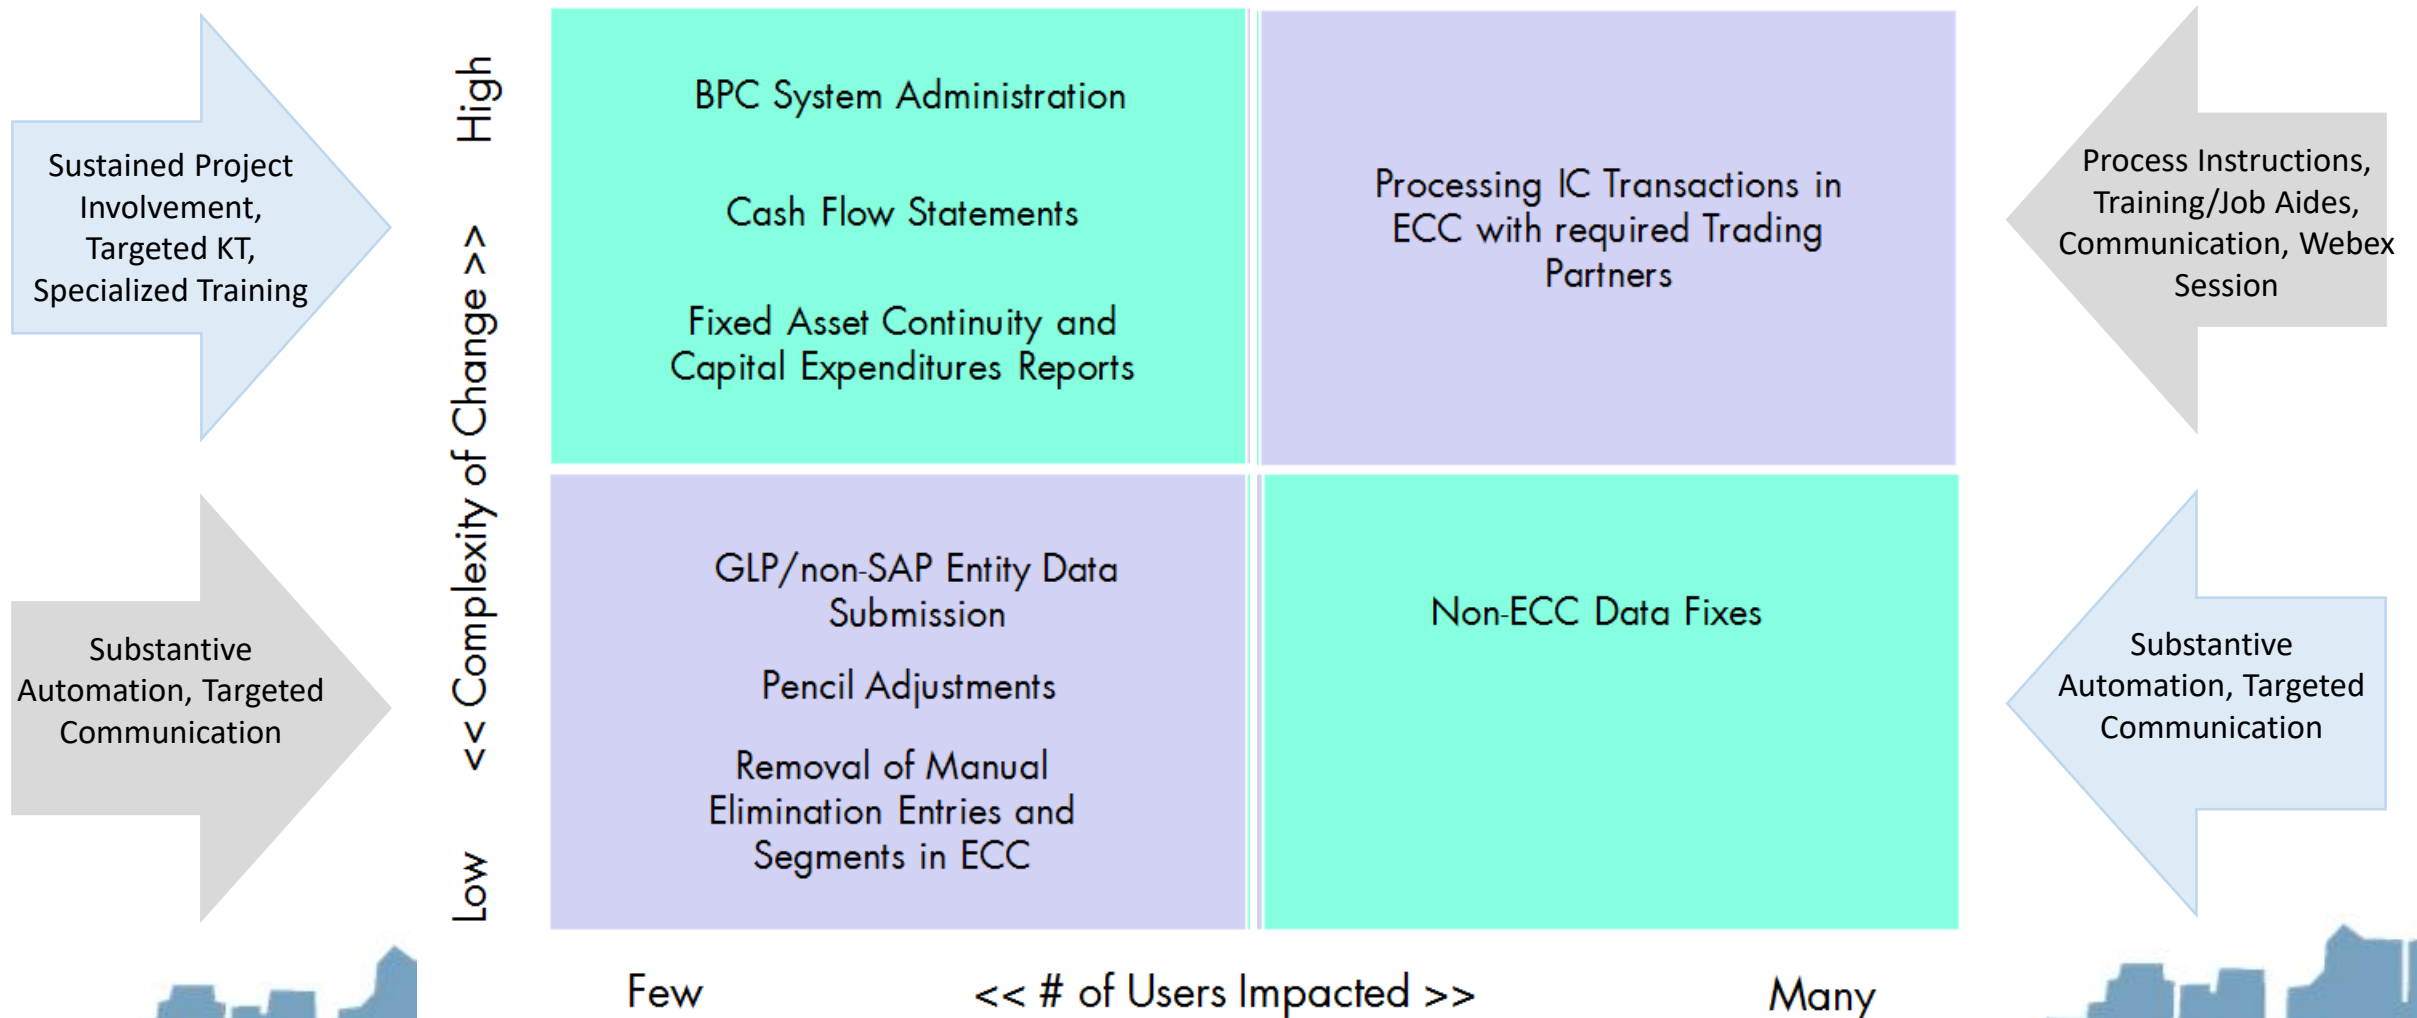 Sustained Project
Involvement,
Targeted KT,
Specialized Training
Substantive
Automation, Targeted
Communication
High
<< Complexity of Change >>
Low
BPC System Administration
Cash Flow Statements
Fixed Asset Continuity and
Capital Expenditures Reports
Processing IC Transactions in
ECC with required Trading
Partners
GLP/non-SAP Entity Data
Submission
Pencil Adjustments
Removal of Manual
Elimination Entries and
Segments in ECC
Non-ECC Data Fixes
Few
<< # of Users Impacted >>
Many
Process Instructions,
Training/Job Aides,
Communication, Webex
Session
Substantive
Automation, Targeted
Communication